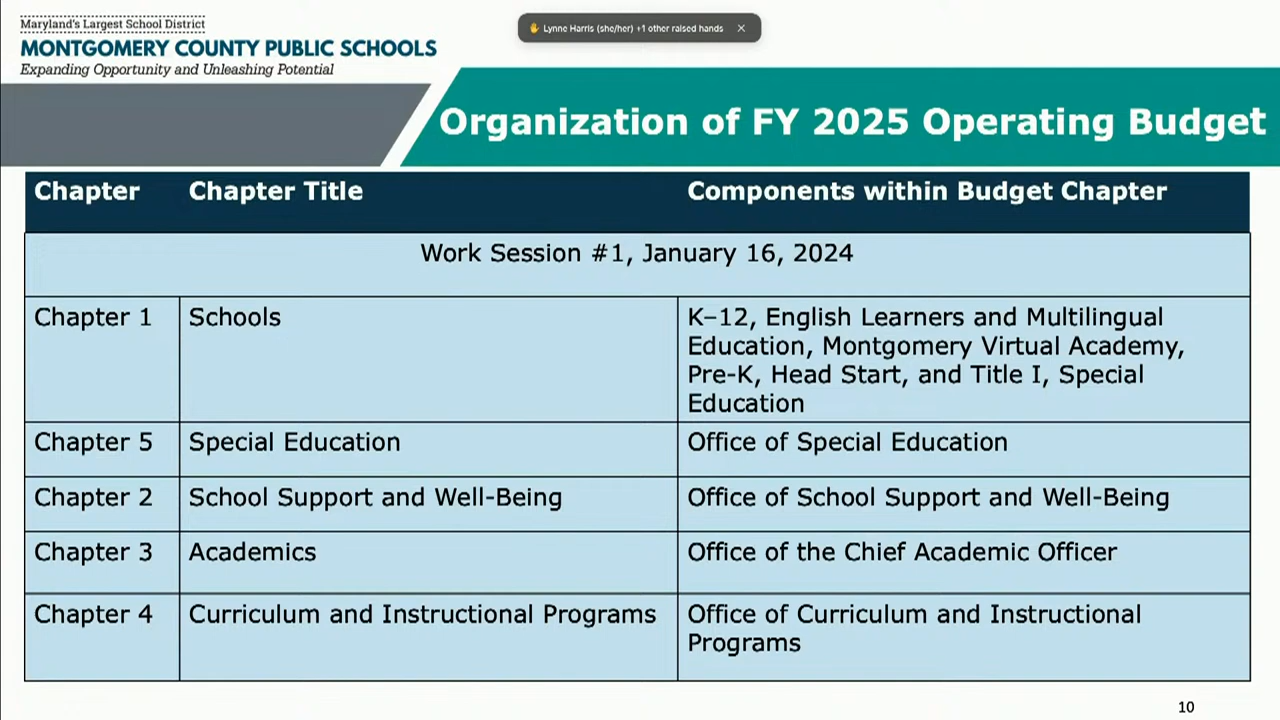 Maryland's Largest School District
MONTGOMERY COUNTY PUBLIC SCHOOLS
Expanding Opportunity and Unleashing Potential
Lynne Harris (she/her) +1 other raised hands
Organization of FY 2025 Operating Budget
Chapter Chapter Title Components within Budget Chapter
Work Session #1, January 16, 2024
Chapter 1 Schools K–12, English Learners and Multilingual
Education, Montgomery Virtual Academy,
Pre-K, Head Start, and Title I, Special
Education
Chapter 5 Special Education Office of Special Education
Chapter 2 School Support and Well-Being Office of School Support and Well-Being
Chapter 3 Academics Office of the Chief Academic Officer
Chapter 4 Curriculum and Instructional Programs Office of Curriculum and Instructional
Programs
10